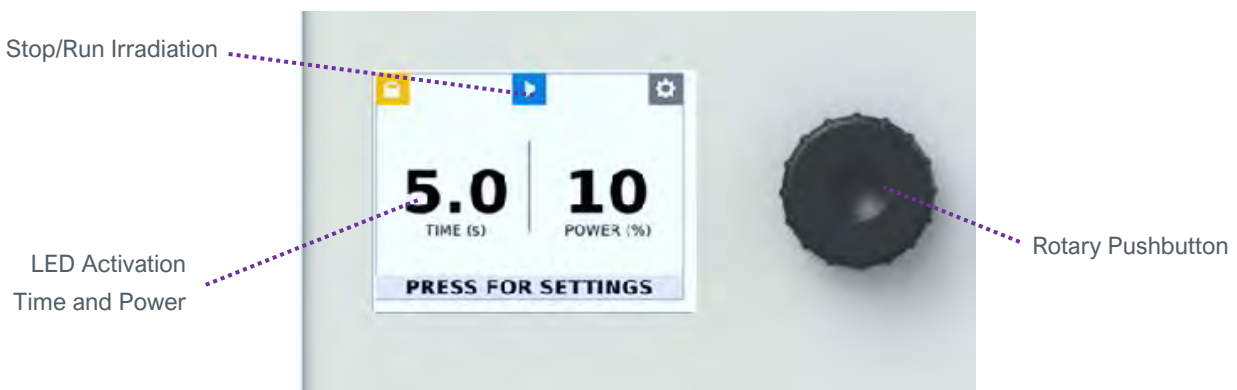 Stop/Run Irradiation
5.0
10
TIME (s)
POWER (%)
LED Activation
Time and Power
Rotary Pushbutton
PRESS FOR SETTINGS